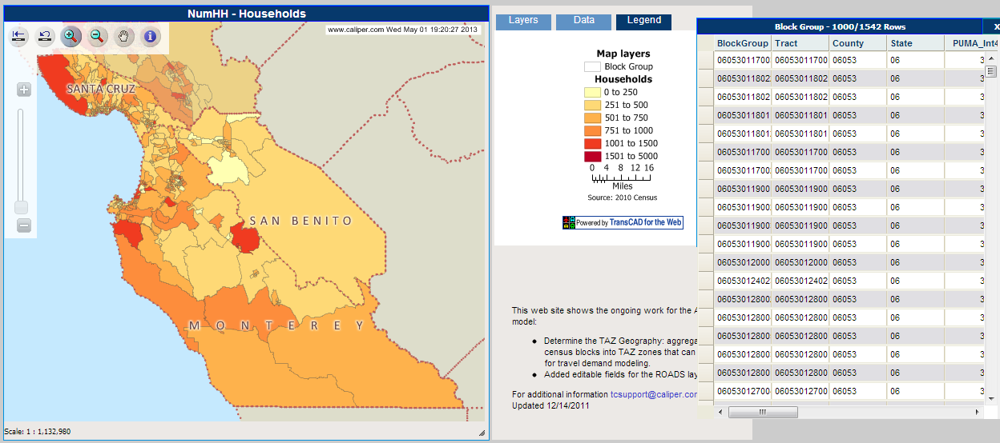 NumHH - Households
www.caliper.com Wed May 01 19:20:27 2013
SANTA CRUZ
SAN BENITO
MONTEREY
Scale: 1 : 1,132,980
Layers
Data
Legend
Map layers
Block Group
Households
0 to 250
251 to 500
501 to 750
751 to 1000
1001 to 1500
1501 to 5000
0 4 8 12 16
Miles
Source: 2010 Census
Powered by TransCAD for the Web
This web site shows the ongoing work for the A
model:
Determine the TAZ Geography: aggrega
census blocks into TAZ zones that can
for travel demand modeling.
Added editable fields for the ROADS lay
For additional information tcsupport@caliper.cor
Updated 12/14/2011
Block Group - 1000/1542 Rows X
BlockGroup Tract County State PUMA_Int4
06053011700 06053011700 06053 06 3
06053011802 06053011802 06053 06 3
06053011802 06053011802 06053 06 3
06053011801 06053011801 06053 06 3
06053011801 06053011801 06053 06 3
06053011700 06053011700 06053 06 3
06053011700 06053011700 06053 06 3
06053011900 06053011900 06053 06 3
06053011900 06053011900 06053 06 3
06053011900 06053011900 06053 06 3
06053011900 06053011900 06053 06 3
06053012000 06053012000 06053 06 3
06053012402 06053012402 06053 06 3
06053012800 06053012800 06053 06 3
06053012800 06053012800 06053 06 3
06053012800 06053012800 06053 06 3
06053012800 06053012800 06053 06 3
06053012800 06053012800 06053 06 3
06053012700 06053012700 06053 06 3